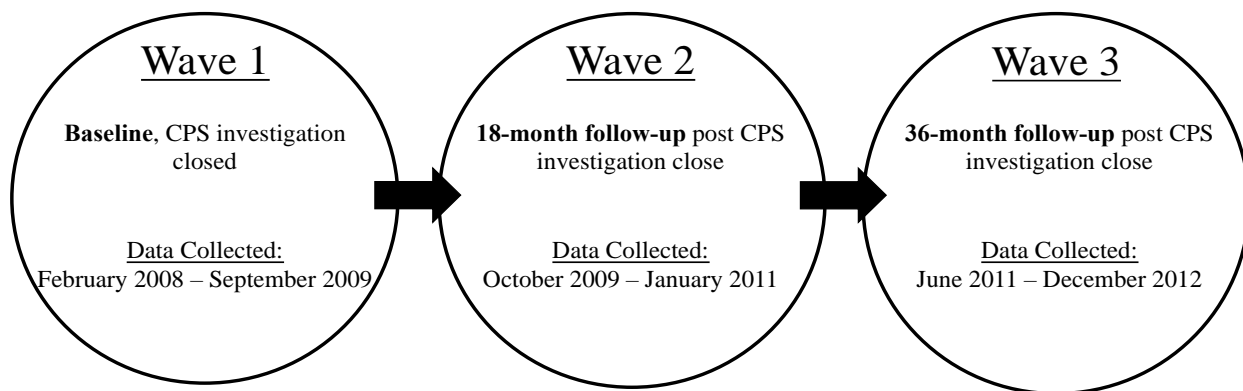 Wave 1
Baseline, CPS investigation
closed
Data Collected:
February 2008 – September 2009
Wave 2
18-month follow-up post CPS
investigation close
Data Collected:
October 2009 – January 2011
Wave 3
36-month follow-up post CPS
investigation close
Data Collected:
June 2011 – December 2012